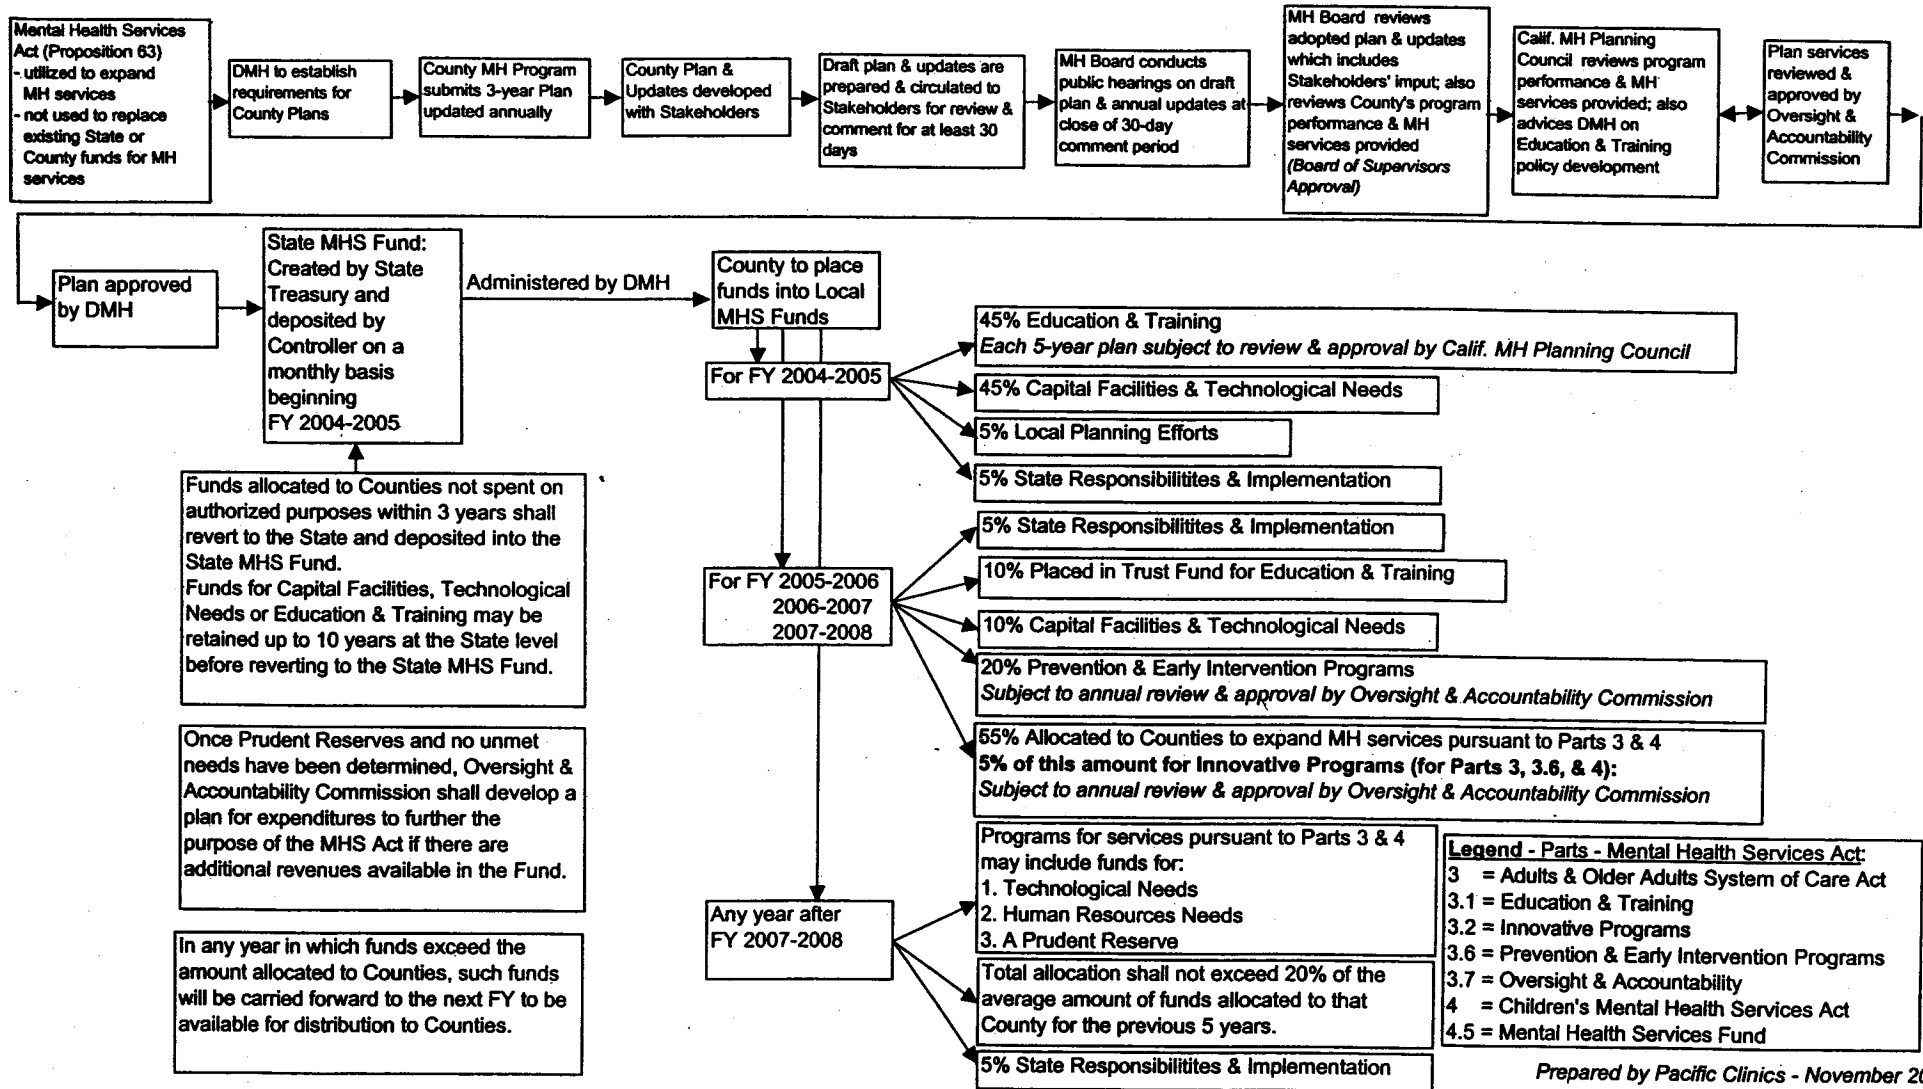 Mental Health Services
Act (Proposition 63)
- utilized to expand
MH services
- not used to replace
existing State or
County funds for MH
services
DMH to establish
requirements for
County Plans
County MH Program
submits 3-year Plan
updated annually
County Plan &
Updates developed
with Stakeholders
Draft plan & updates are
prepared & circulated to
Stakeholders for review &
comment for at least 30
days
MH Board conducts
public hearings on draft
plan & annual updates at
close of 30-day
comment period
MH Board reviews
adopted plan & updates
which includes
Stakeholders' imput; also
reviews County's program
performance & MH
services provided
(Board of Supervisors
Approval)
Calif. MH Planning
Council reviews program
performance & MH
services provided; also
advices DMH on
Education & Training
policy development
Plan services
reviewed &
approved by
Oversight &
Accountability
Commission
Plan approved
by DMH
State MHS Fund:
Created by State
Treasury and
deposited by
Controller on a
monthly basis
beginning
FY 2004-2005
Administered by DMH
County to place
funds into Local
MHS Funds
For FY 2004-2005
45% Education & Training
Each 5-year plan subject to review & approval by Calif. MH Planning Council
45% Capital Facilities & Technological Needs
5% Local Planning Efforts
5% State Responsibilitites & Implementation
Funds allocated to Counties not spent on
authorized purposes within 3 years shall
revert to the State and deposited into the
State MHS Fund.
Funds for Capital Facilities, Technological
Needs or Education & Training may be
retained up to 10 years at the State level
before reverting to the State MHS Fund.
For FY 2005-2006
2006-2007
2007-2008
5% State Responsibilitites & Implementation
10% Placed in Trust Fund for Education & Training
10% Capital Facilities & Technological Needs
20% Prevention & Early Intervention Programs
Subject to annual review & approval by Oversight & Accountability Commission
55% Allocated to Counties to expand MH services pursuant to Parts 3 & 4
5% of this amount for Innovative Programs (for Parts 3, 3.6, & 4):
Subject to annual review & approval by Oversight & Accountability Commission
Once Prudent Reserves and no unmet
needs have been determined, Oversight &
Accountability Commission shall develop a
plan for expenditures to further the
purpose of the MHS Act if there are
additional revenues available in the Fund.
In any year in which funds exceed the
amount allocated to Counties, such funds
will be carried forward to the next FY to be
available for distribution to Counties.
Any year after
FY 2007-2008
Programs for services pursuant to Parts 3 & 4
may include funds for:
1. Technological Needs
2. Human Resources Needs
3. A Prudent Reserve
Total allocation shall not exceed 20% of the
average amount of funds allocated to that
County for the previous 5 years.
5% State Responsibilitites & Implementation
Legend - Parts - Mental Health Services Act:
3 = Adults & Older Adults System of Care Act
3.1 = Education & Training
3.2 = Innovative Programs
3.6 = Prevention & Early Intervention Programs
3.7 = Oversight & Accountability
4 = Children's Mental Health Services Act
4.5 = Mental Health Services Fund
Prepared by Pacific Clinics - November